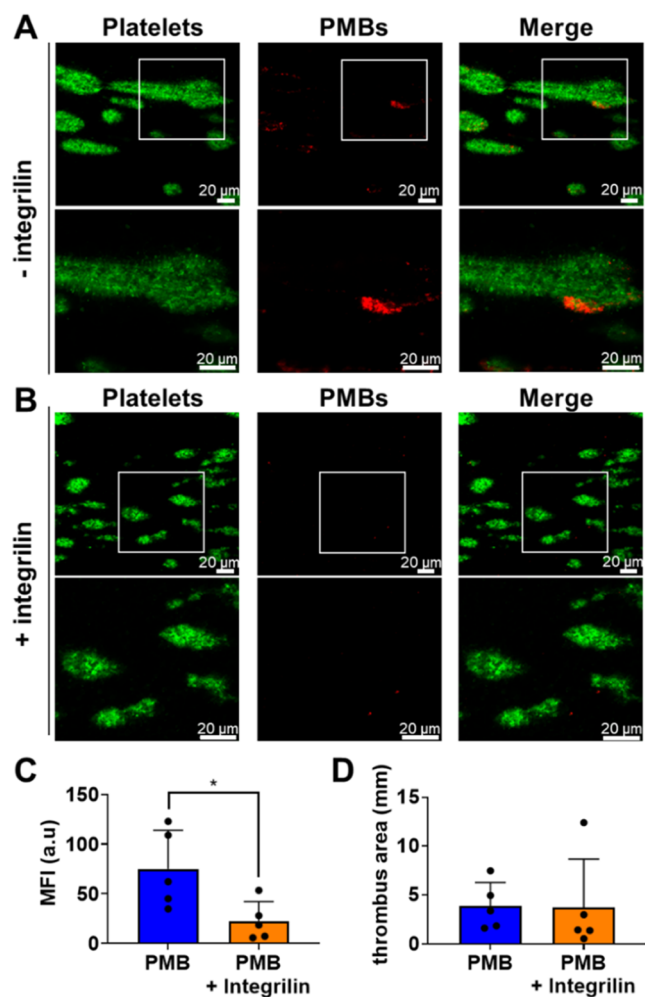 A Platelets PMBs Merge
- integrilin
20 µm 20 µm 20 µm
20 µm 20 µm 20 µm
B Platelets PMBs Merge
+ integrilin
20 µm 20 µm 20 µm
20 µm 20 µm 20 µm
C
MFI (a.u)
150
100
50
0
*
PMB PMB
+ Integrilin
D
thrombus area (mm)
15
10
5
0
PMB PMB
+ Integrilin